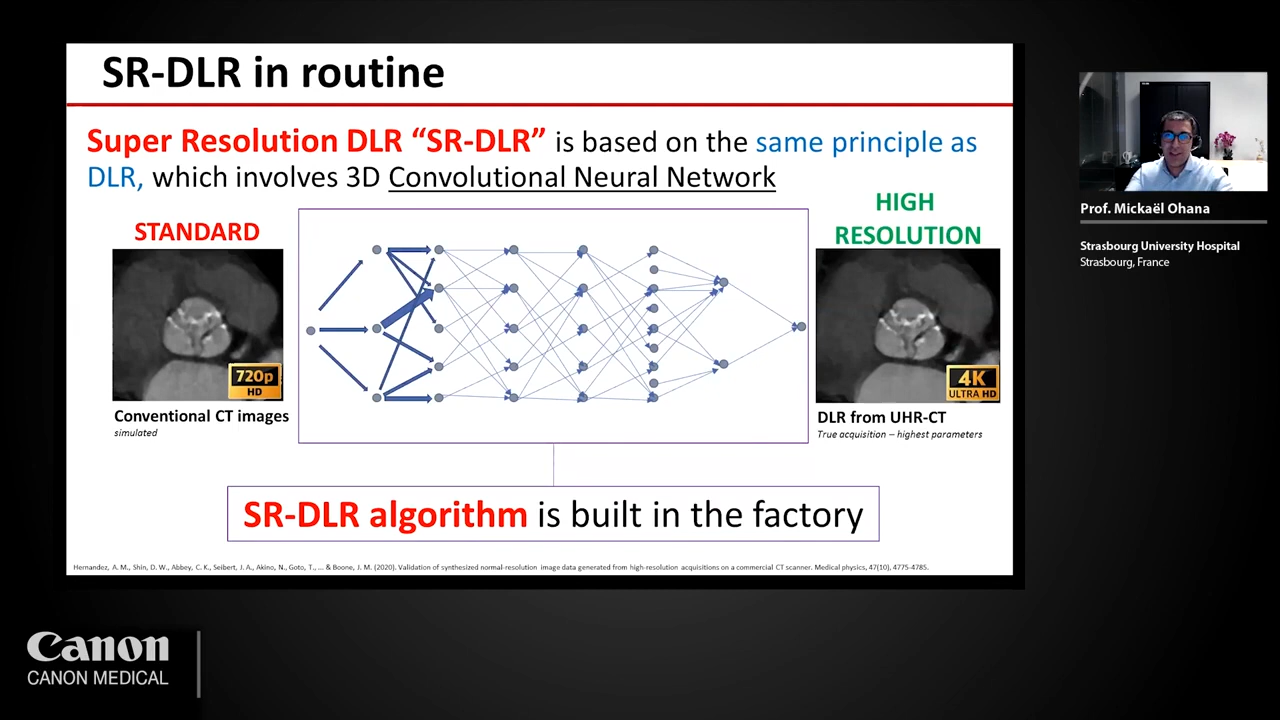 SR-DLR in routine
Super Resolution DLR “SR-DLR” is based on the same principle as
DLR, which involves 3D Convolutional Neural Network
STANDARD
HIGH
RESOLUTION
720p
HD
4K
ULTRA HD
Conventional CT images
simulated
DLR from UHR-CT
True acquisition – highest parameters
SR-DLR algorithm is built in the factory
Hernandez, A. M., Shin, D. W., Abbey, C. K., Seibert, J. A., Akino, N., Goto, T., ... & Boone, J. M. (2020). Validation of synthesized normal-resolution image data generated from high-resolution acquisitions on a commercial CT scanner. Medical physics, 47(10), 4775-4785.
Prof. Mickaël Ohana
Strasbourg University Hospital
Strasbourg, France
Canon
CANON MEDICAL